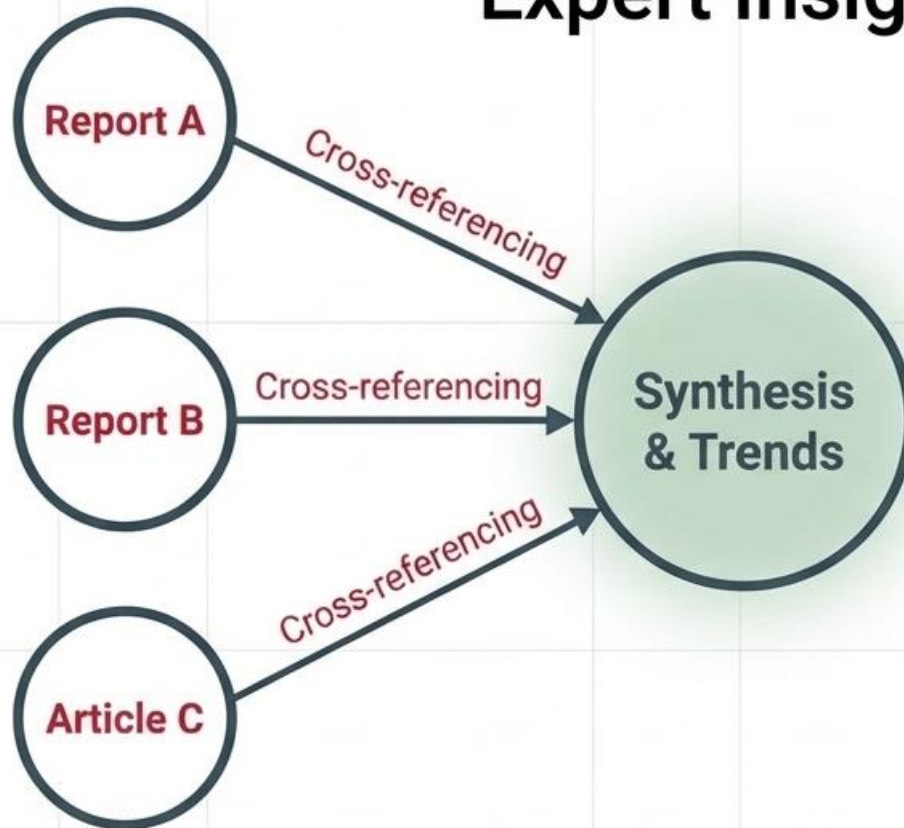 Expert
Report A
Cross-referencing
Report B
Cross-referencing
Synthesis
& Trends
Cross-referencing
Article C